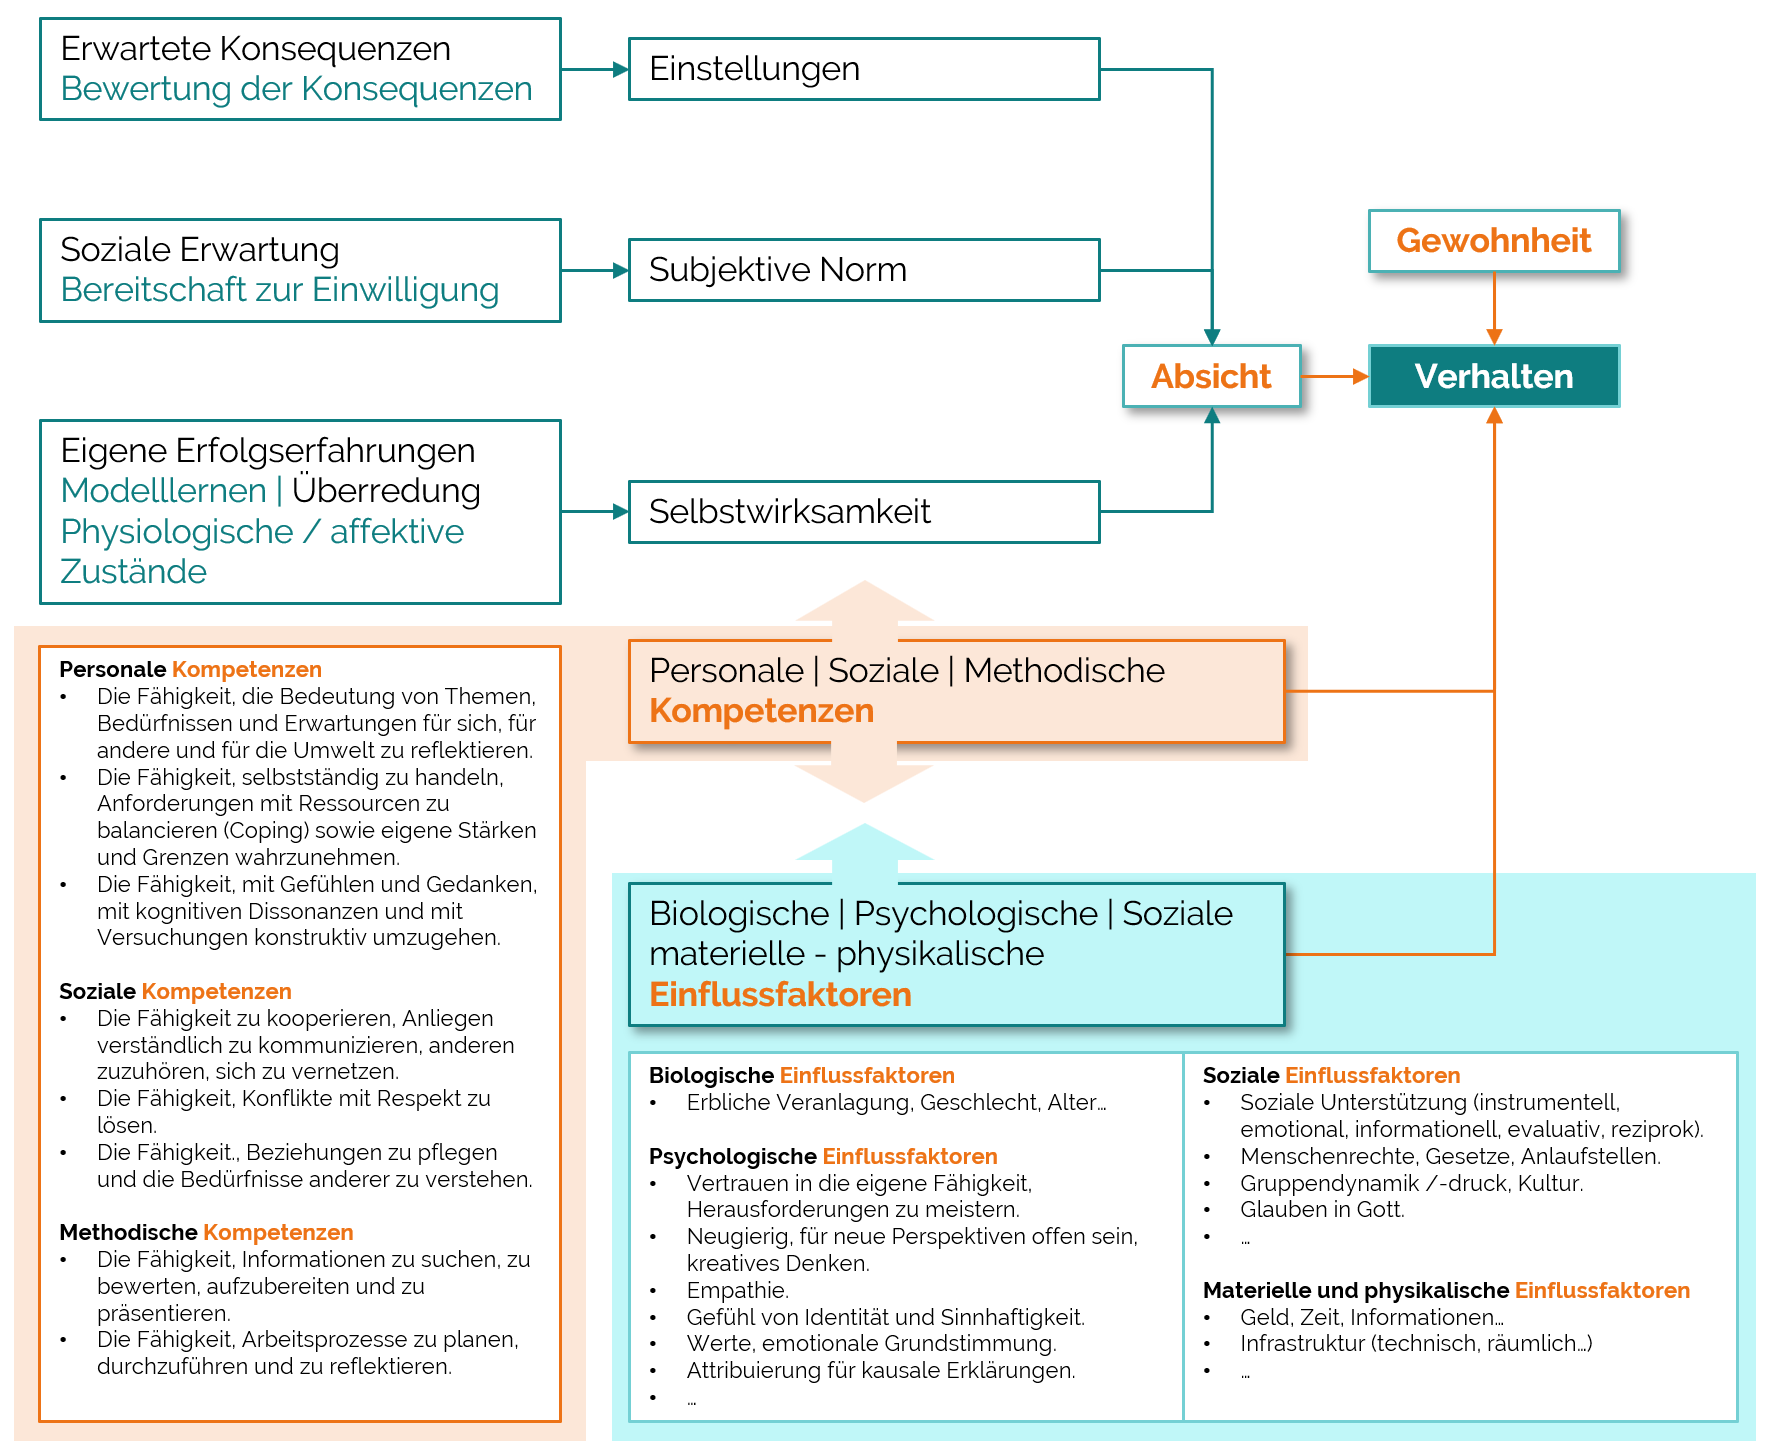 Erwartete Konsequenzen
Bewertung der Konsequenzen
Einstellungen
Soziale Erwartung
Bereitschaft zur Einwilligung
Subjektive Norm
Gewohnheit
Absicht
Verhalten
Eigene Erfolgserfahrungen
Modelllernen | Überredung
Physiologische / affektive
Zustände
Selbstwirksamkeit
Personale | Soziale | Methodische
Kompetenzen
Personale Kompetenzen
• Die Fähigkeit, die Bedeutung von Themen,
Bedürfnissen und Erwartungen für sich, für
andere und für die Umwelt zu reflektieren.
• Die Fähigkeit, selbstständig zu handeln,
Anforderungen mit Ressourcen zu
balancieren (Coping) sowie eigene Stärken
und Grenzen wahrzunehmen.
• Die Fähigkeit, mit Gefühlen und Gedanken,
mit kognitiven Dissonanzen und mit
Versuchungen konstruktiv umzugehen.
Soziale Kompetenzen
• Die Fähigkeit zu kooperieren, Anliegen
verständlich zu kommunizieren, anderen
zuzuhören, sich zu vernetzen.
• Die Fähigkeit, Konflikte mit Respekt zu
lösen.
• Die Fähigkeit., Beziehungen zu pflegen
und die Bedürfnisse anderer zu verstehen.
Methodische Kompetenzen
• Die Fähigkeit, Informationen zu suchen, zu
bewerten, aufzubereiten und zu
präsentieren.
• Die Fähigkeit, Arbeitsprozesse zu planen,
durchzuführen und zu reflektieren.
Biologische | Psychologische | Soziale
materielle - physikalische
Einflussfaktoren
Biologische Einflussfaktoren
• Erbliche Veranlagung, Geschlecht, Alter…
Psychologische Einflussfaktoren
• Vertrauen in die eigene Fähigkeit,
Herausforderungen zu meistern.
• Neugierig, für neue Perspektiven offen sein,
kreatives Denken.
• Empathie.
• Gefühl von Identität und Sinnhaftigkeit.
• Werte, emotionale Grundstimmung.
• Attribuierung für kausale Erklärungen.
• …
Soziale Einflussfaktoren
• Soziale Unterstützung (instrumentell,
emotional, informationell, evaluativ, reziprok).
• Menschenrechte, Gesetze, Anlaufstellen.
• Gruppendynamik /-druck, Kultur.
• Glauben in Gott.
• …
Materielle und physikalische Einflussfaktoren
• Geld, Zeit, Informationen…
• Infrastruktur (technisch, räumlich…)
• …